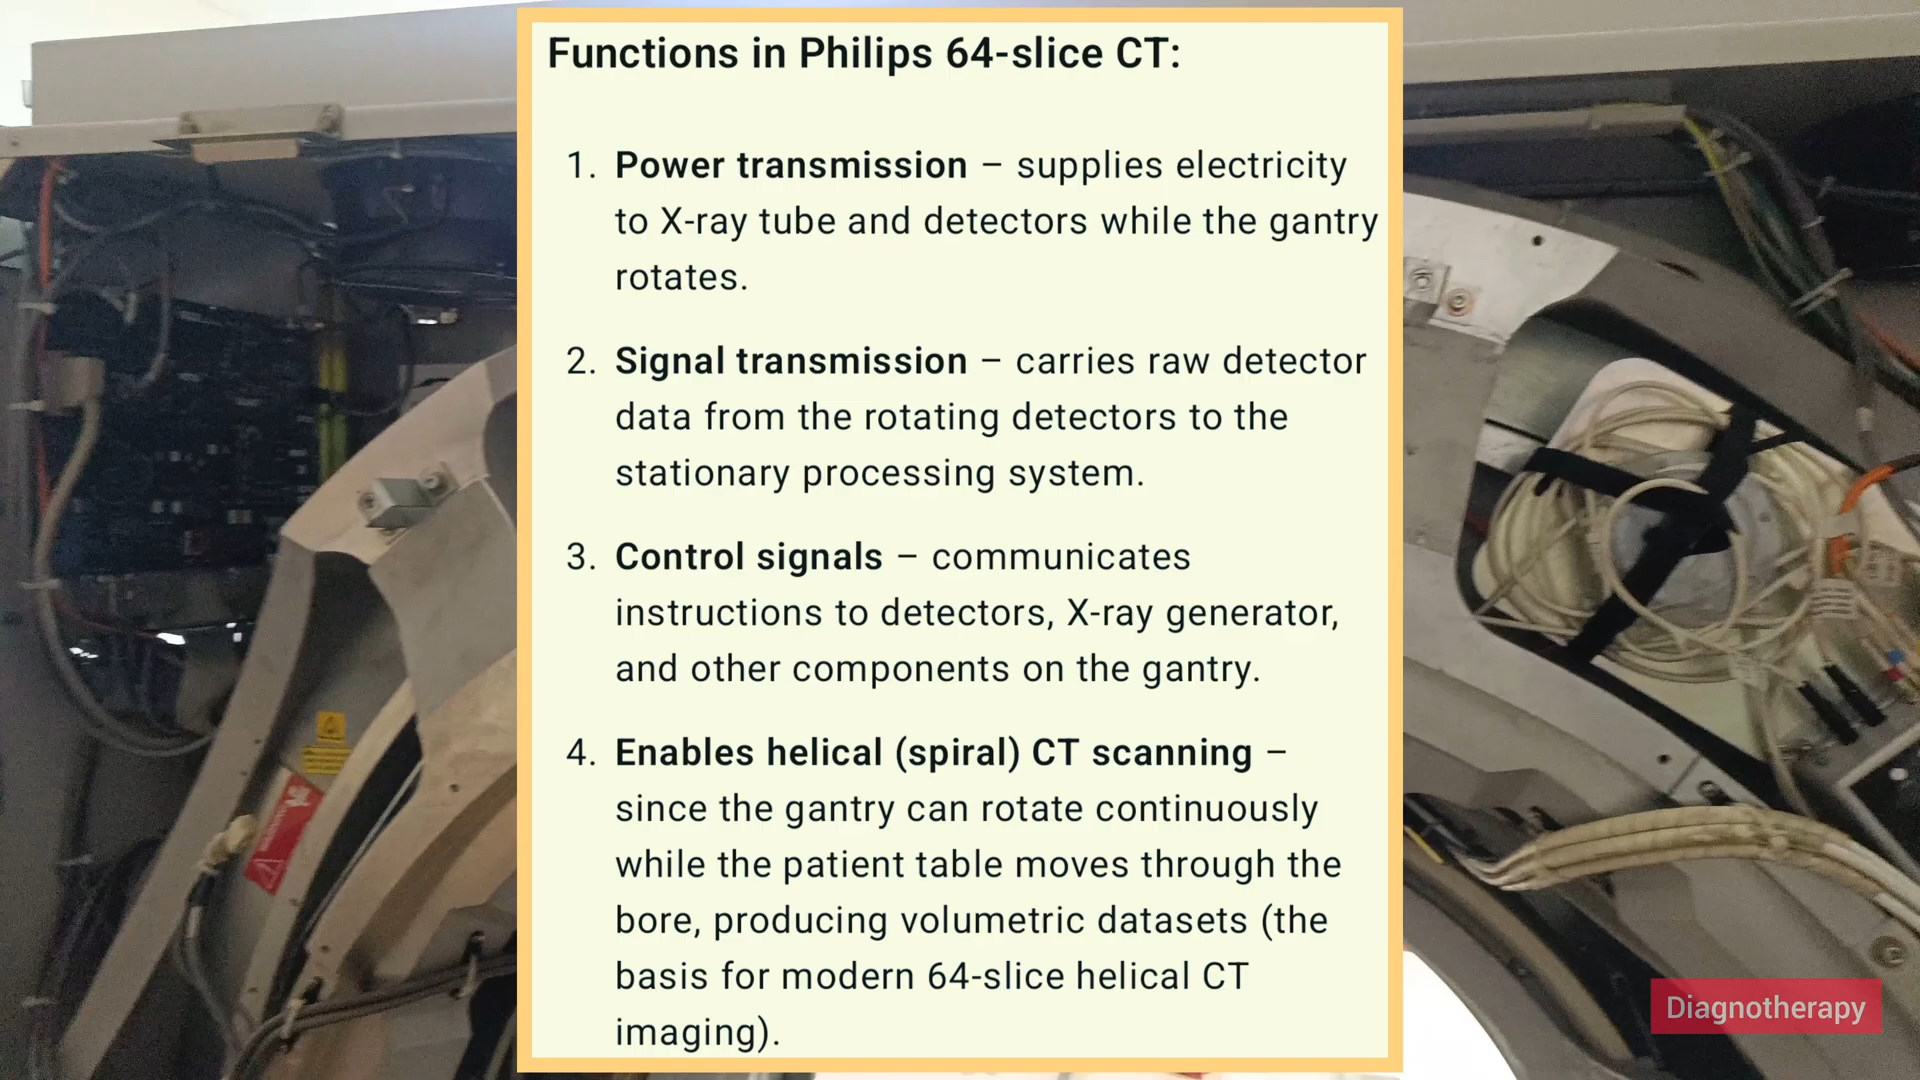 Functions in Philips 64-slice CT:
1. Power transmission – supplies electricity
to X-ray tube and detectors while the gantry
rotates.
2. Signal transmission – carries raw detector
data from the rotating detectors to the
stationary processing system.
3. Control signals – communicates
instructions to detectors, X-ray generator,
and other components on the gantry.
4. Enables helical (spiral) CT scanning –
since the gantry can rotate continuously
while the patient table moves through the
bore, producing volumetric datasets (the
basis for modern 64-slice helical CT
imaging).
Diagnotherapy